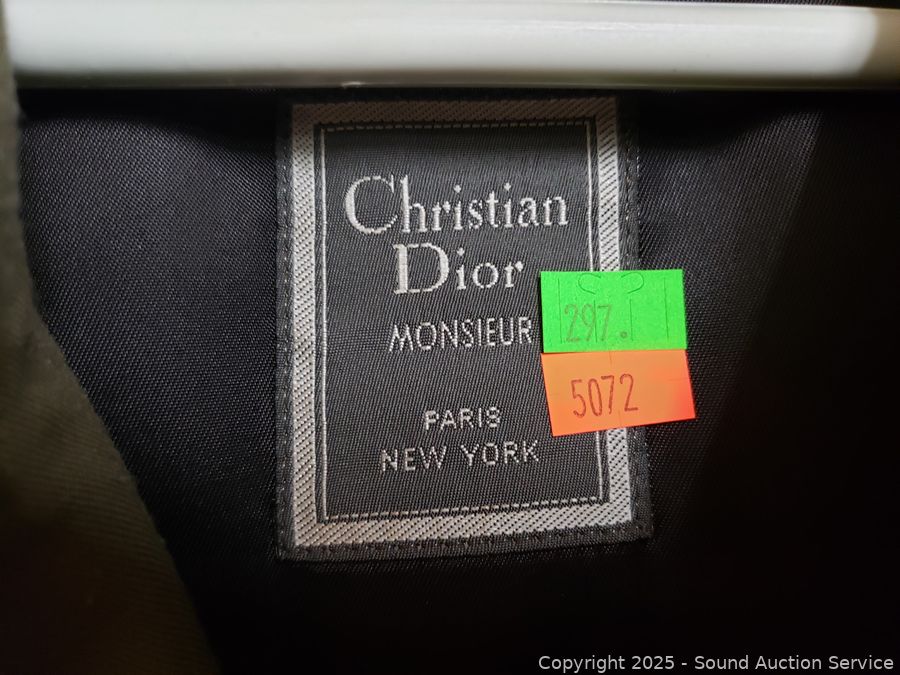 Christian
Dior
MONSIEUR
297.
5072
PARIS
NEW YORK
Copyright 2025 - Sound Auction Service